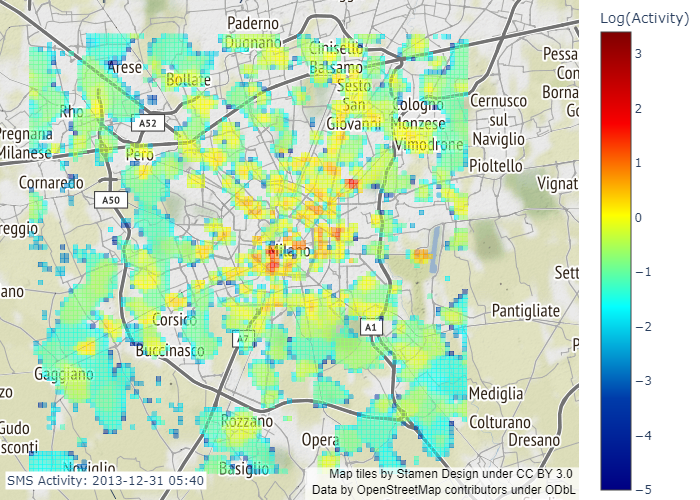 Log(Activity)
3
2
1
0
−1
−2
−3
−4
−5
Paderno
Dugnano
Cinisello
Balsamo
Arese
Bollate
Sesto
San
Giovanni
Cologno
Monzese
Vimodrone
Cernusco
sul
Naviglio
Pioltello
Pessa
Con
Borna
Go
Rho
A52
Pregnana
Milanese
Pero
Cornaredo
A50
Vignat
reggio
Milano
Sett
ano
Corsico
Buccinasco
A7
A1
Pantigliate
P
Gaggiano
zo
Mediglia
Colturano
Dresano
Gudo
sconti
Rozzano
Opera
Noviglio
Basiglio
SMS Activity: 2013-12-31 05:40
Map tiles by Stamen Design under CC BY 3.0
Data by OpenStreetMap contributors under ODbL